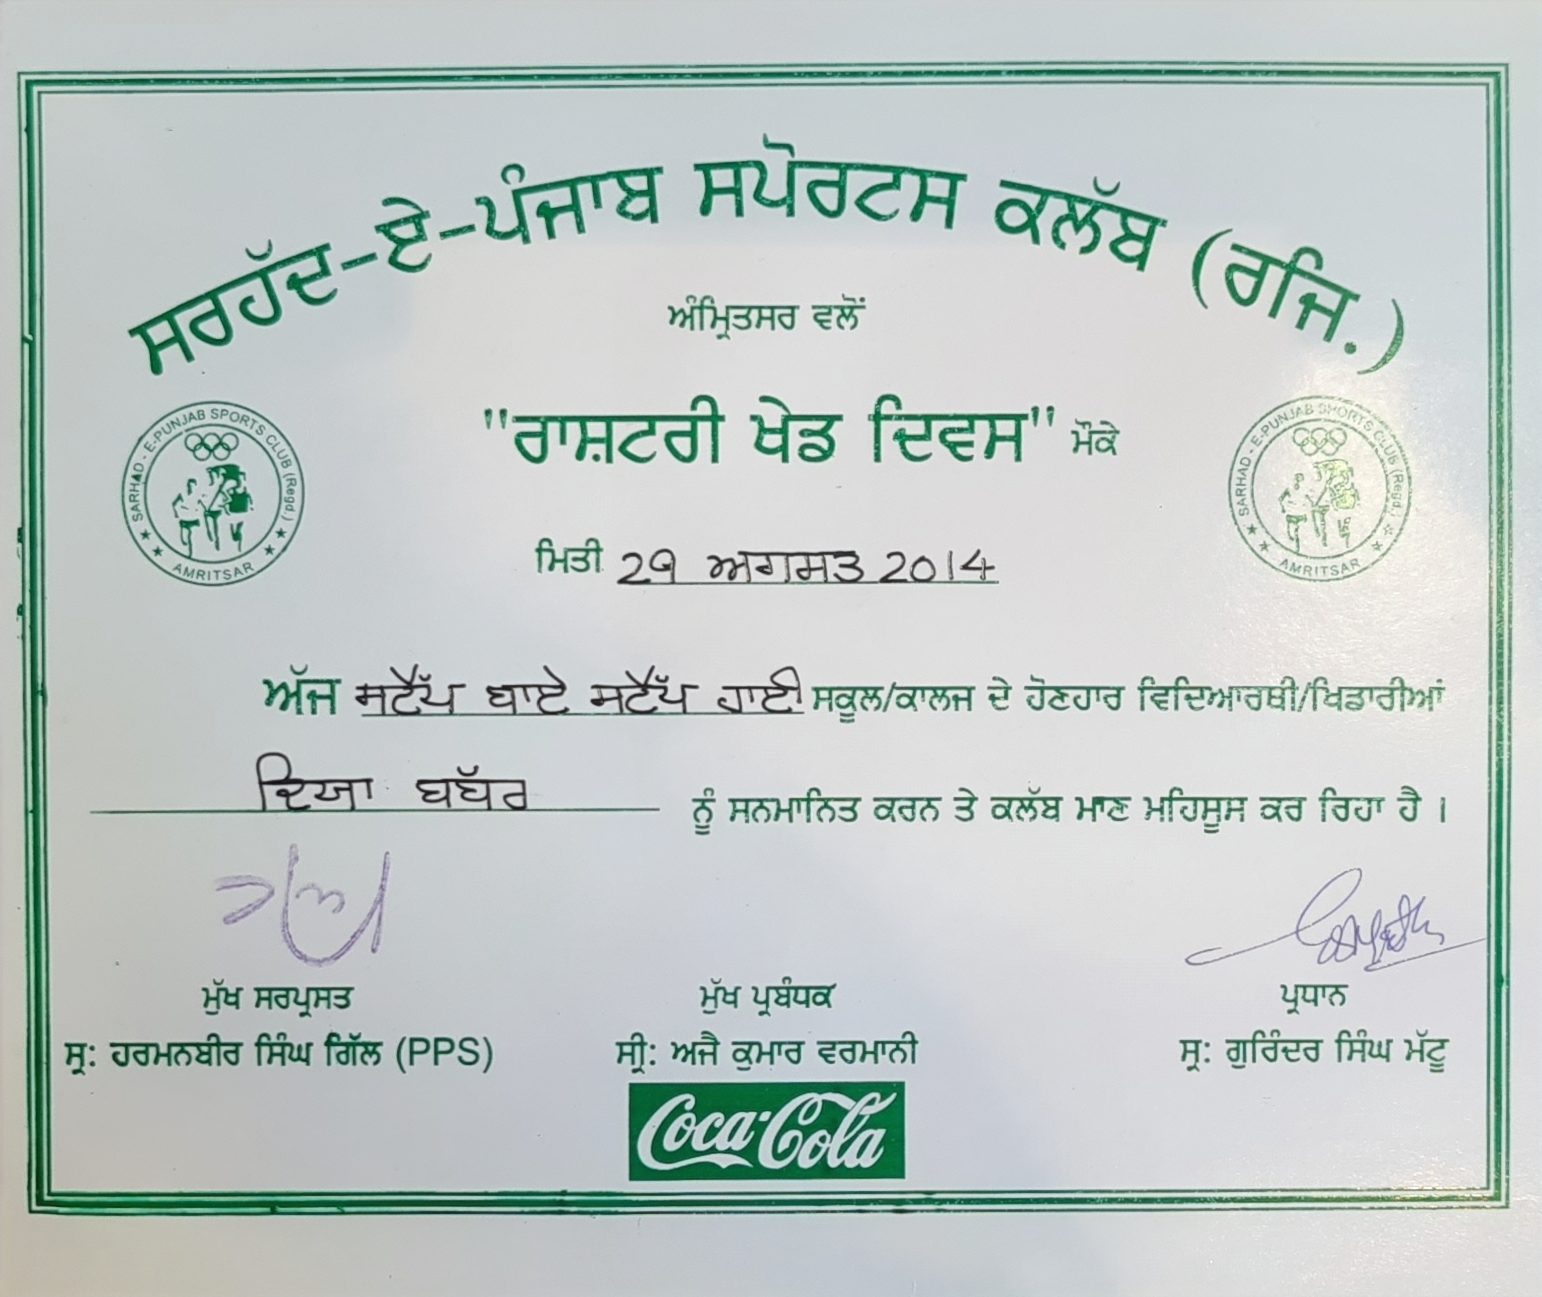 ਸਰਹੱਦ-ਏ-ਪੰਜਾਬ ਸਪੋਰਟਸ ਕਲੱਬ (ਰਜਿ.)
ਅੰਮ੍ਰਿਤਸਰ ਵਲੋਂ
"ਰਾਸ਼ਟਰੀ ਖੇਡ ਦਿਵਸ" ਮੌਕੇ
SARHAD - E-PUNJAB SPORTS CLUB (Regd.)
AMRITSAR
SARHAD - E-PUNJAB SHORTS CLUB (Regd.)
AMRITSAR
ਮਿਤੀ 29 ਅਗਸਤ 2014
ਅੱਜ ਸਟੈੱਪ ਬਾਏ ਸਟੈੱਪ ਹਾਈ ਸਕੂਲ/ਕਾਲਜ ਦੇ ਹੋਣਹਾਰ ਵਿਦਿਆਰਥੀ/ਖਿਡਾਰੀਆਂ
ਦਿਯਾ ਬਬੱਰ ਨੂੰ ਸਨਮਾਨਿਤ ਕਰਨ ਤੇ ਕਲੱਬ ਮਾਣ ਮਹਿਸੂਸ ਕਰ ਰਿਹਾ ਹੈ ।
ਮੁੱਖ ਸਰਪ੍ਰਸਤ ਮੁੱਖ ਪ੍ਰਬੰਧਕ ਪ੍ਰਧਾਨ
ਸ੍ਰ: ਹਰਮਨਬੀਰ ਸਿੰਘ ਗਿੱਲ (PPS) ਸ੍ਰੀ: ਅਜੈ ਕੁਮਾਰ ਵਰਮਾਨੀ ਸ੍ਰ: ਗੁਰਿੰਦਰ ਸਿੰਘ ਮੱਟੂ
Coca-Cola